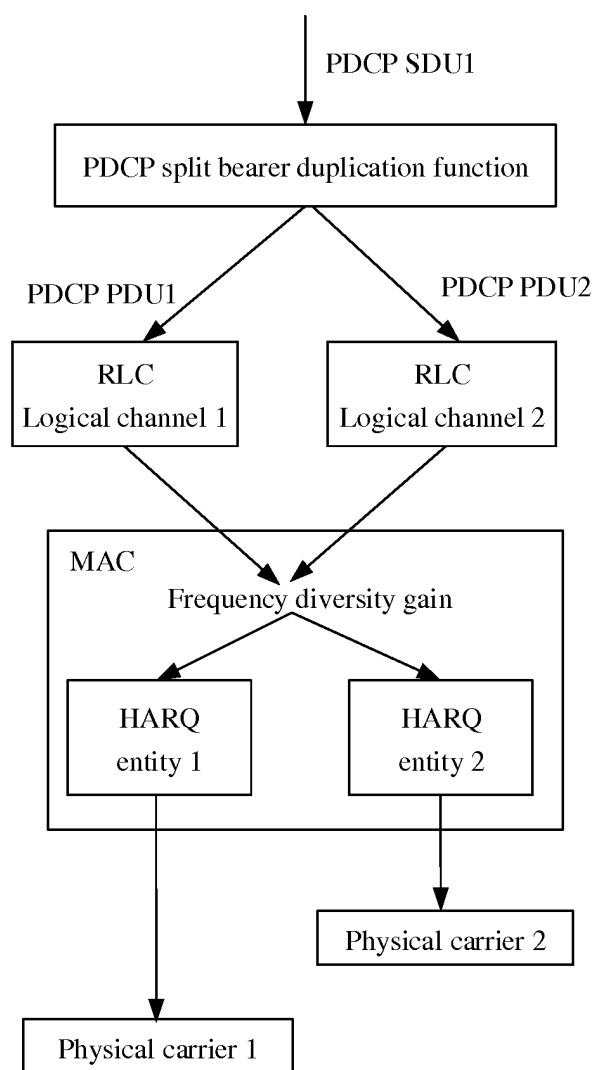 PDCP SDU1
PDCP split bearer duplication function
PDCP PDU1
PDCP PDU2
RLC
Logical channel 1
RLC
Logical channel 2
MAC
Frequency diversity gain
HARQ
entity 1
HARQ
entity 2
Physical carrier 2
Physical carrier 1